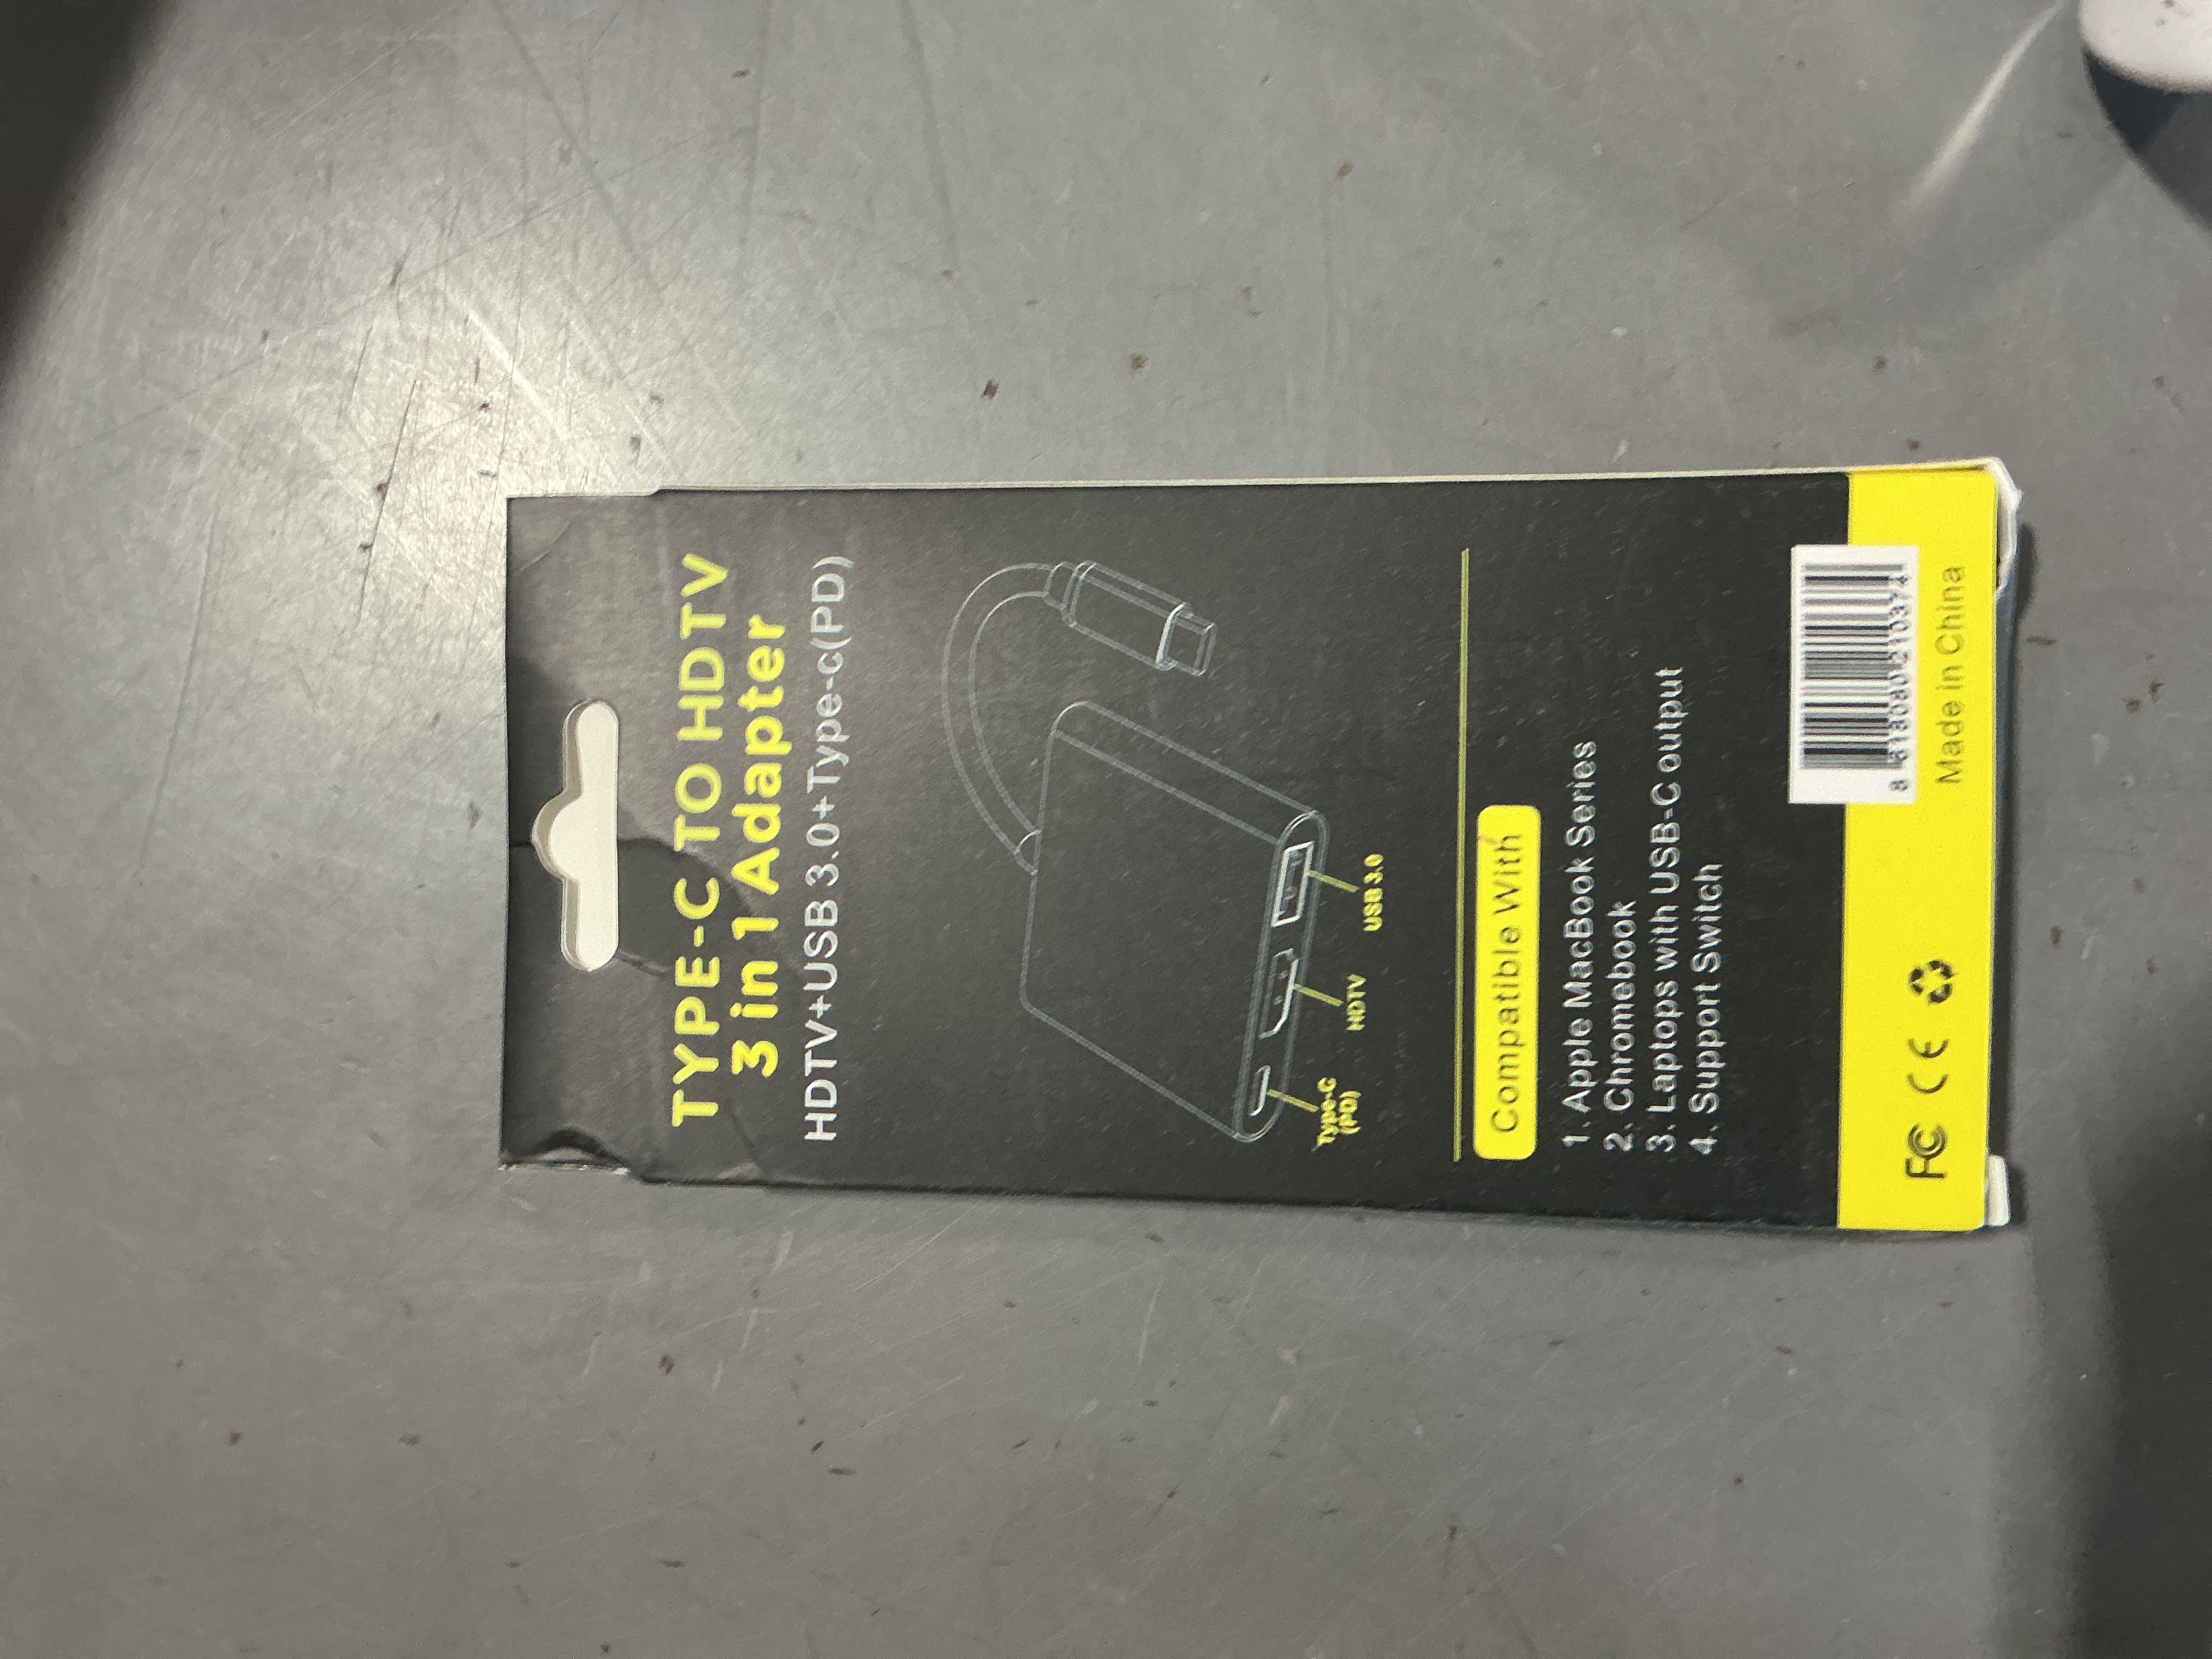 TYPE-C TO HDTV
3 in 1 Adapter
HDTV+USB 3.0+Type-c(PD)
Type-C
(PD)
HDTV
USB 3.0
Compatible With
1. Apple MacBook Series
2. Chromebook
3. Laptops with USB-C output
4. Support Switch
FC CE
Made in China